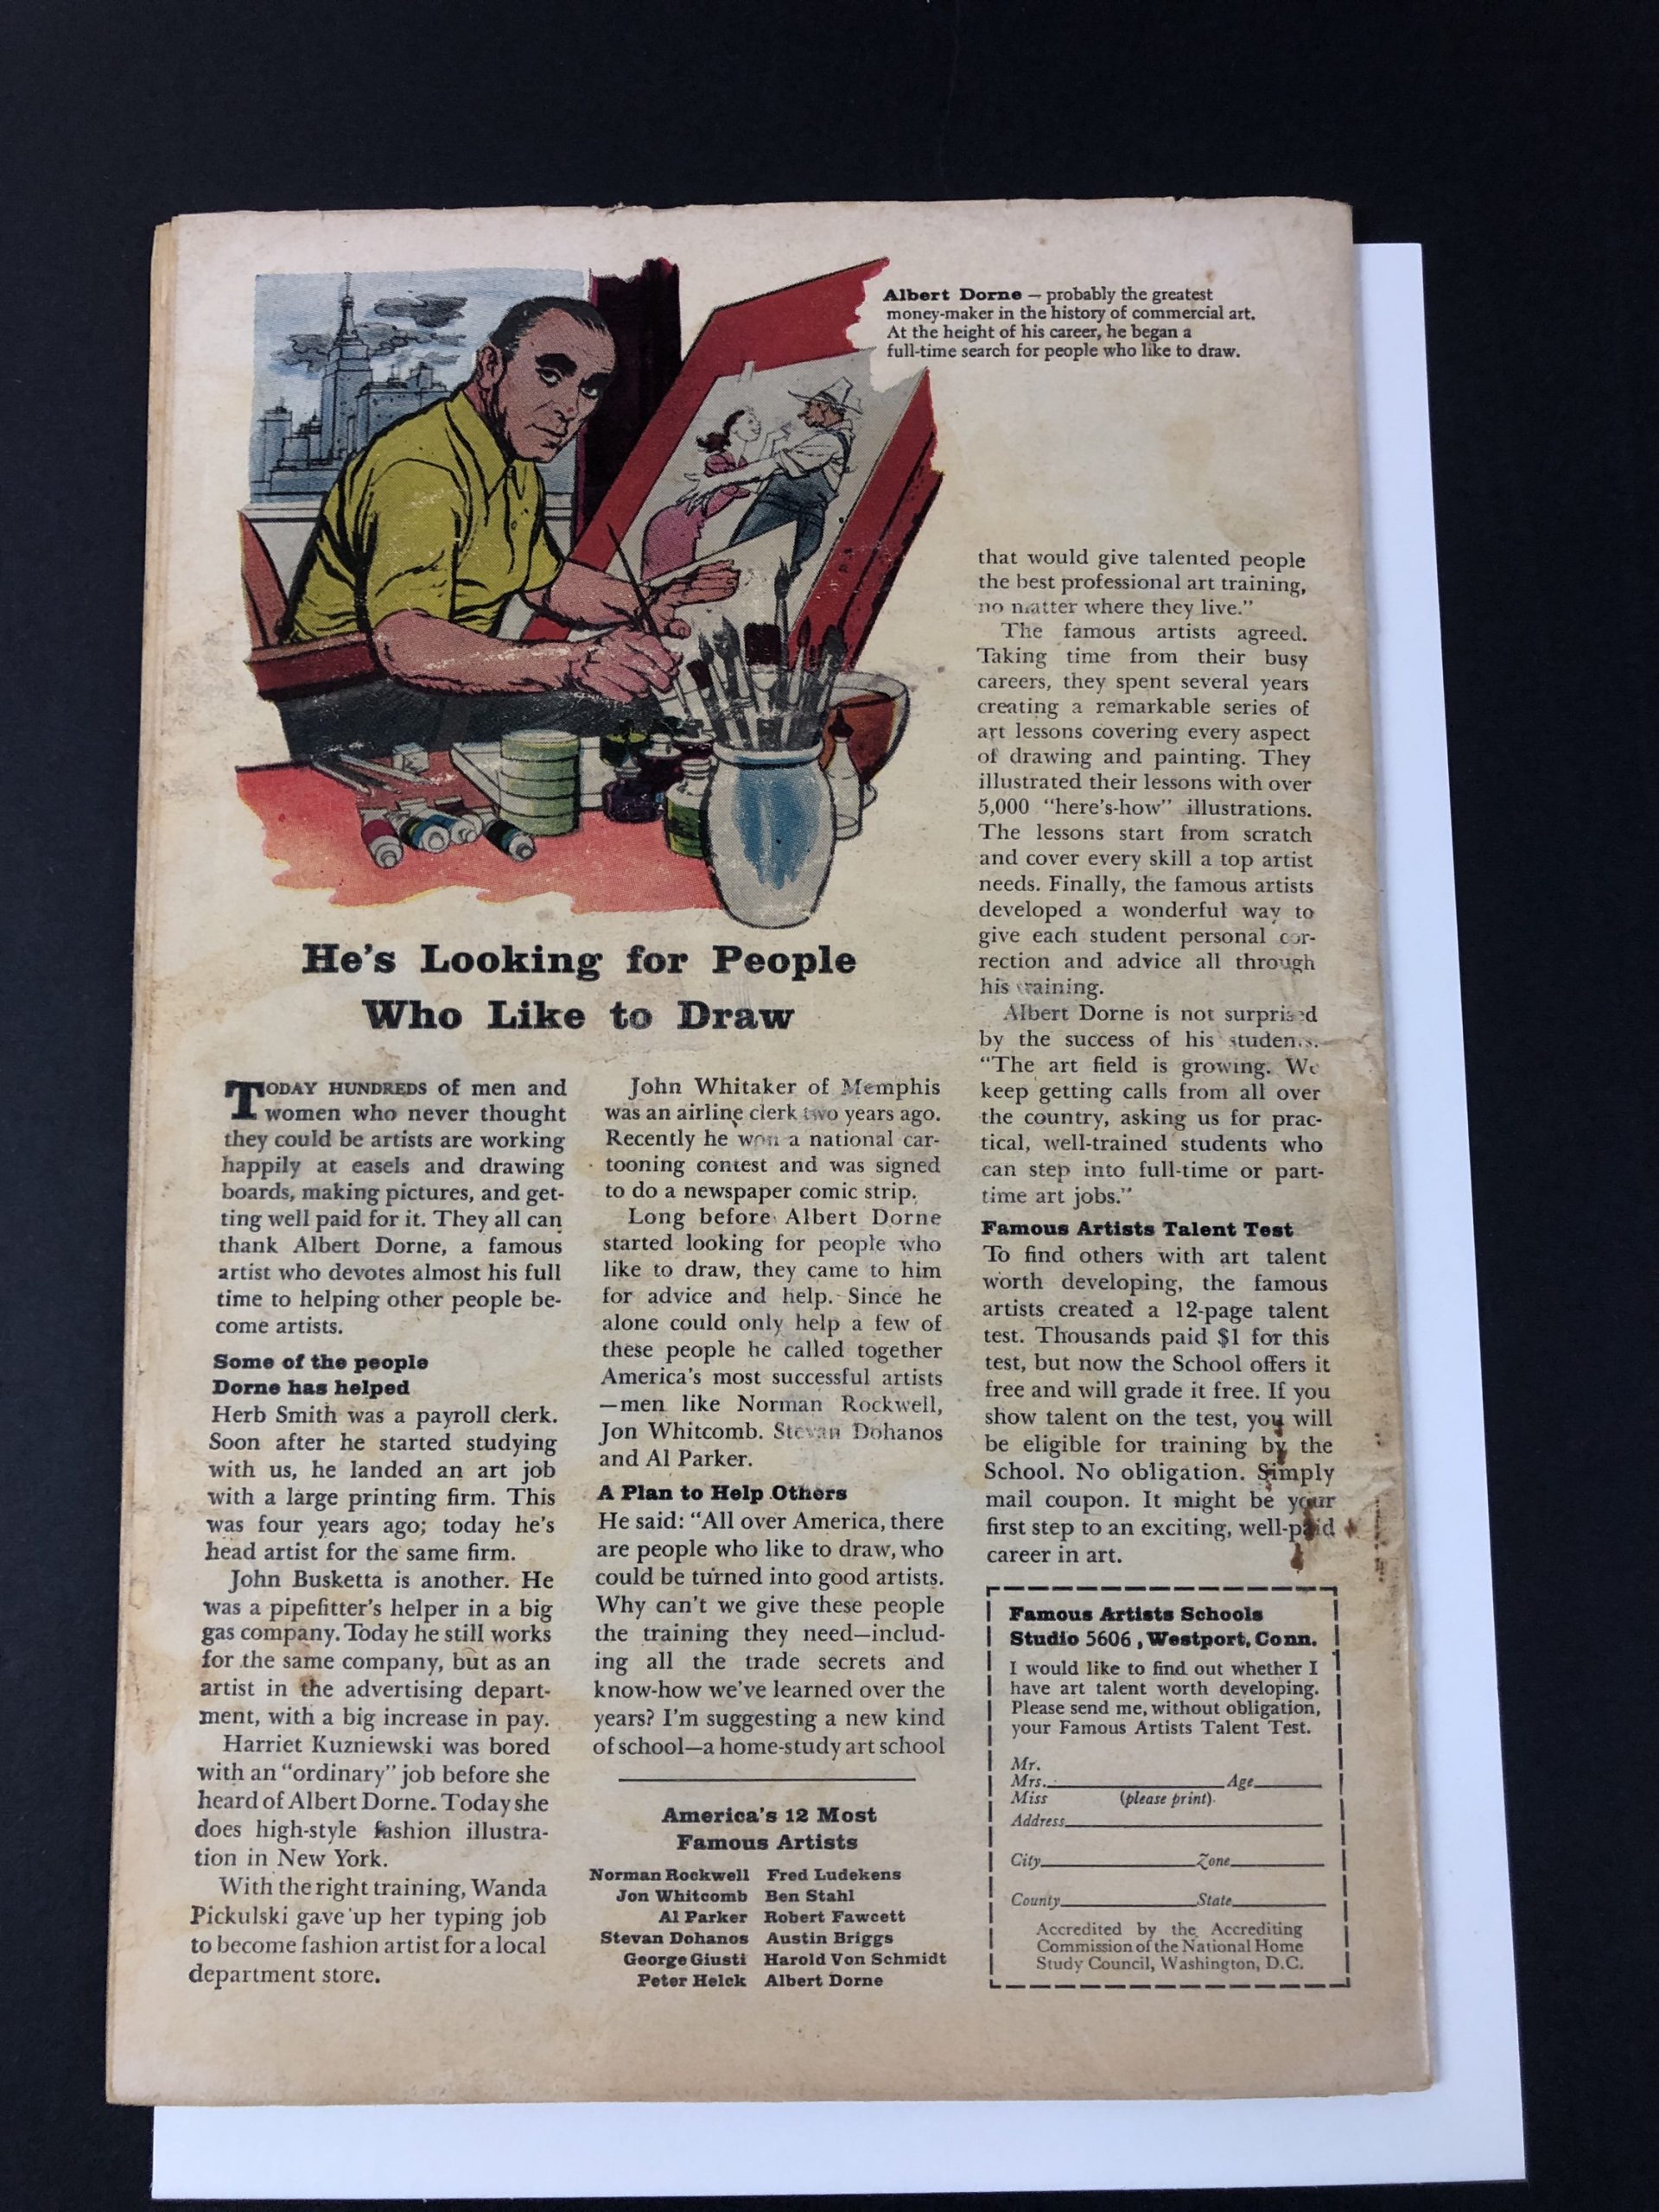 Albert Dorne – probably the greatest
money-maker in the history of commercial art.
At the height of his career, he began a
full-time search for people who like to draw.
He's Looking for People
Who Like to Draw
TODAY HUNDREDS of men and
women who never thought
they could be artists are working
happily at easels and drawing
boards, making pictures, and get-
ting well paid for it. They all can
thank Albert Dorne, a famous
artist who devotes almost his full
time to helping other people be-
come artists.
Some of the people
Dorne has helped
Herb Smith was a payroll clerk.
Soon after he started studying
with us, he landed an art job
with a large printing firm. This
was four years ago; today he's
head artist for the same firm.
John Busketta is another. He
was a pipefitter's helper in a big
gas company. Today he still works
for the same company, but as an
artist in the advertising depart-
ment, with a big increase in pay.
Harriet Kuzniewski was bored
with an "ordinary" job before she
heard of Albert Dorne. Today she
does high-style fashion illustra-
tion in New York.
With the right training, Wanda
Pickulski gave up her typing job
to become fashion artist for a local
department store.
John Whitaker of Memphis
was an airline clerk two years ago.
Recently he won a national car-
tooning contest and was signed
to do a newspaper comic strip.
Long before Albert Dorne
started looking for people who
like to draw, they came to him
for advice and help. Since he
alone could only help a few of
these people he called together
America's most successful artists
—men like Norman Rockwell,
Jon Whitcomb. Stevan Dohanos
and Al Parker.
A Plan to Help Others
He said: "All over America, there
are people who like to draw, who
could be turned into good artists.
Why can't we give these people
the training they need—includ-
ing all the trade secrets and
know-how we've learned over the
years? I'm suggesting a new kind
of school—a home-study art school
America's 12 Most
Famous Artists
Norman Rockwell Fred Ludekens
Jon Whitcomb Ben Stahl
Al Parker Robert Fawcett
Stevan Dohanos Austin Briggs
George Giusti Harold Von Schmidt
Peter Helck Albert Dorne
that would give talented people
the best professional art training,
no matter where they live."
The famous artists agreed.
Taking time from their busy
careers, they spent several years
creating a remarkable series of
art lessons covering every aspect
of drawing and painting. They
illustrated their lessons with over
5,000 "here's-how" illustrations.
The lessons start from scratch
and cover every skill a top artist
needs. Finally, the famous artists
developed a wonderful way to
give each student personal cor-
rection and advice all through
his training.
Albert Dorne is not surprised
by the success of his students.
"The art field is growing. We
keep getting calls from all over
the country, asking us for prac-
tical, well-trained students who
can step into full-time or part-
time art jobs."
Famous Artists Talent Test
To find others with art talent
worth developing, the famous
artists created a 12-page talent
test. Thousands paid $1 for this
test, but now the School offers it
free and will grade it free. If you
show talent on the test, you will
be eligible for training by the
School. No obligation. Simply
mail coupon. It might be your
first step to an exciting, well-paid
career in art.
Famous Artists Schools
Studio 5606, Westport, Conn.
I would like to find out whether I
have art talent worth developing.
Please send me, without obligation,
your Famous Artists Talent Test.
Mr.
Mrs. Age
Miss (please print)
Address
City Zone
County State
Accredited by the Accrediting
Commission of the National Home
Study Council, Washington, D.C.